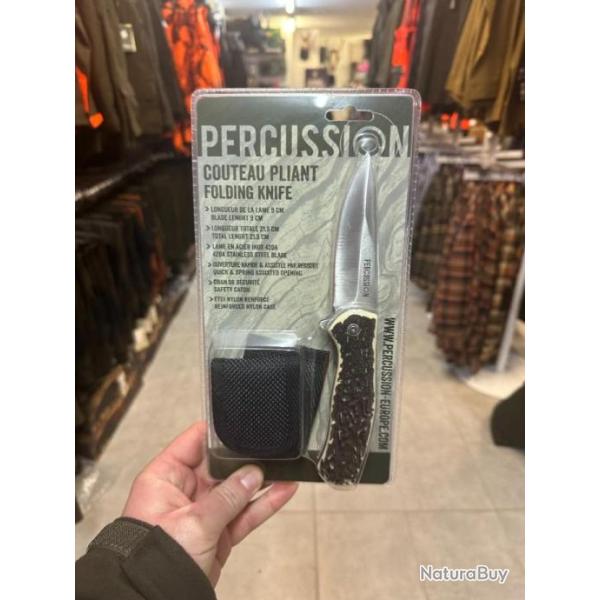 PERCUSSION
COUTEAU PLIANT
FOLDING KNIFE
LONGUEUR DE LA LAME 9 CM
BLADE LENGHT 9 CM
LONGUEUR TOTALE 21,5 CM
TOTAL LENGHT 21,5 CM
LAME EN ACIER INOX 420A
420A STAINLESS STEEL BLADE
OUVERTURE RAPIDE & ASSISTÉE PAR RESSORT
QUICK & SPRING ASSISTED OPENING
CRAN DE SÉCURITÉ
SAFETY CATCH
ETUI NYLON RENFORCÉ
REINFORCED NYLON CASE
PERCUSSION
WWW.PERCUSSION-EUROPE.COM
NaturaBuy